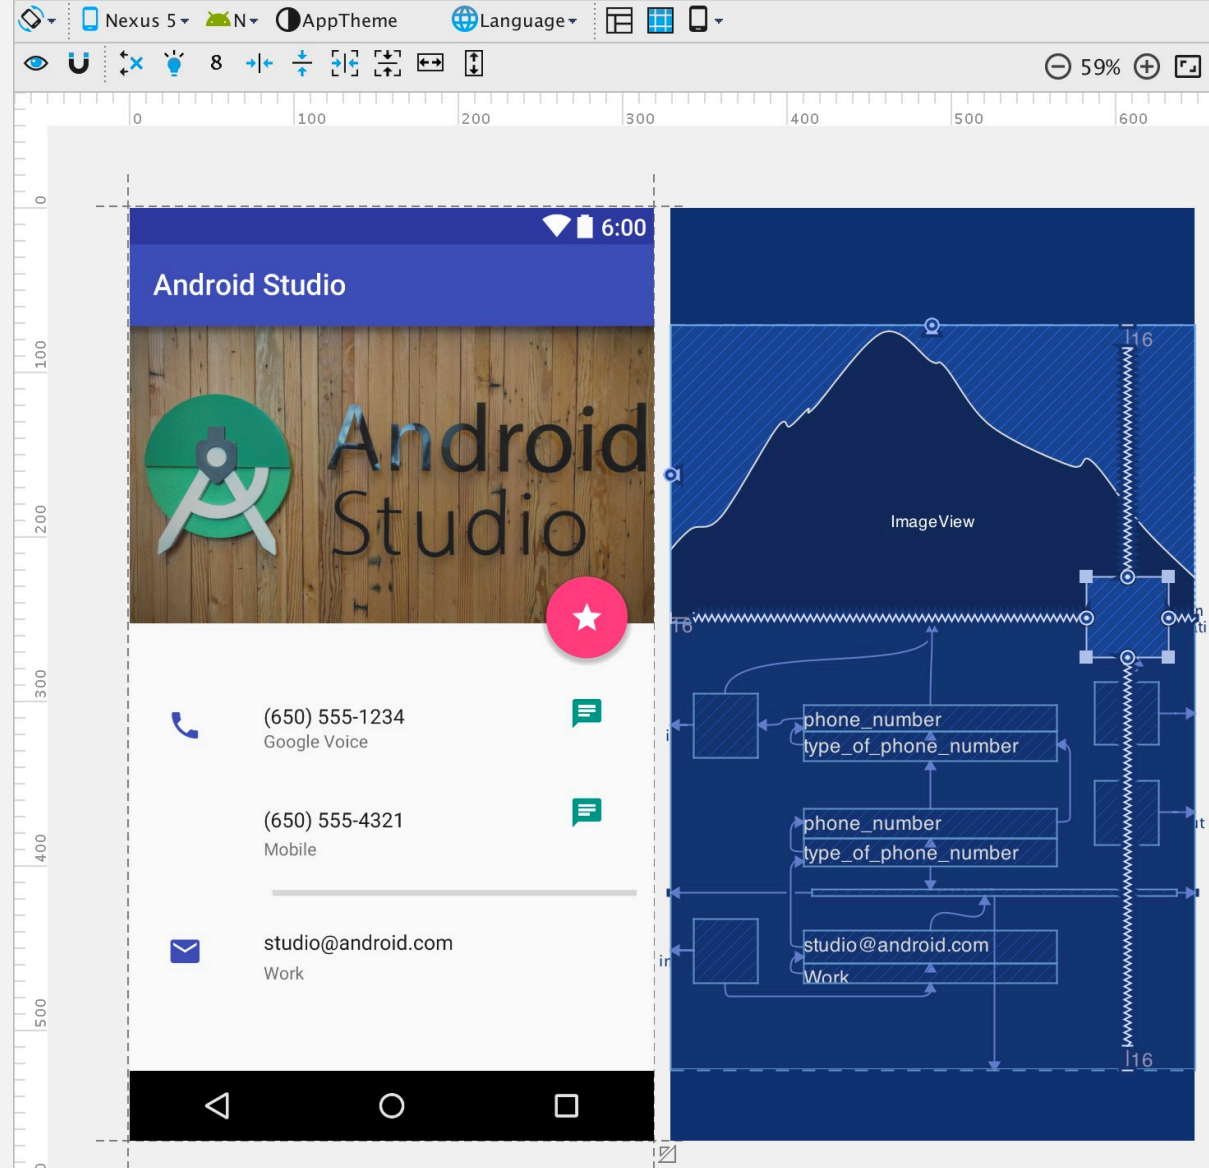 Nexus 5 N AppTheme Language
8 59%
0 100 200 300 400 500 600
0
100
200
300
400
500
6:00
Android Studio
Android
Studio
(650) 555-1234
Google Voice
(650) 555-4321
Mobile
studio@android.com
Work
16
ImageView
16
phone_number
type_of_phone_number
phone_number
type_of_phone_number
studio@android.com
Work
16